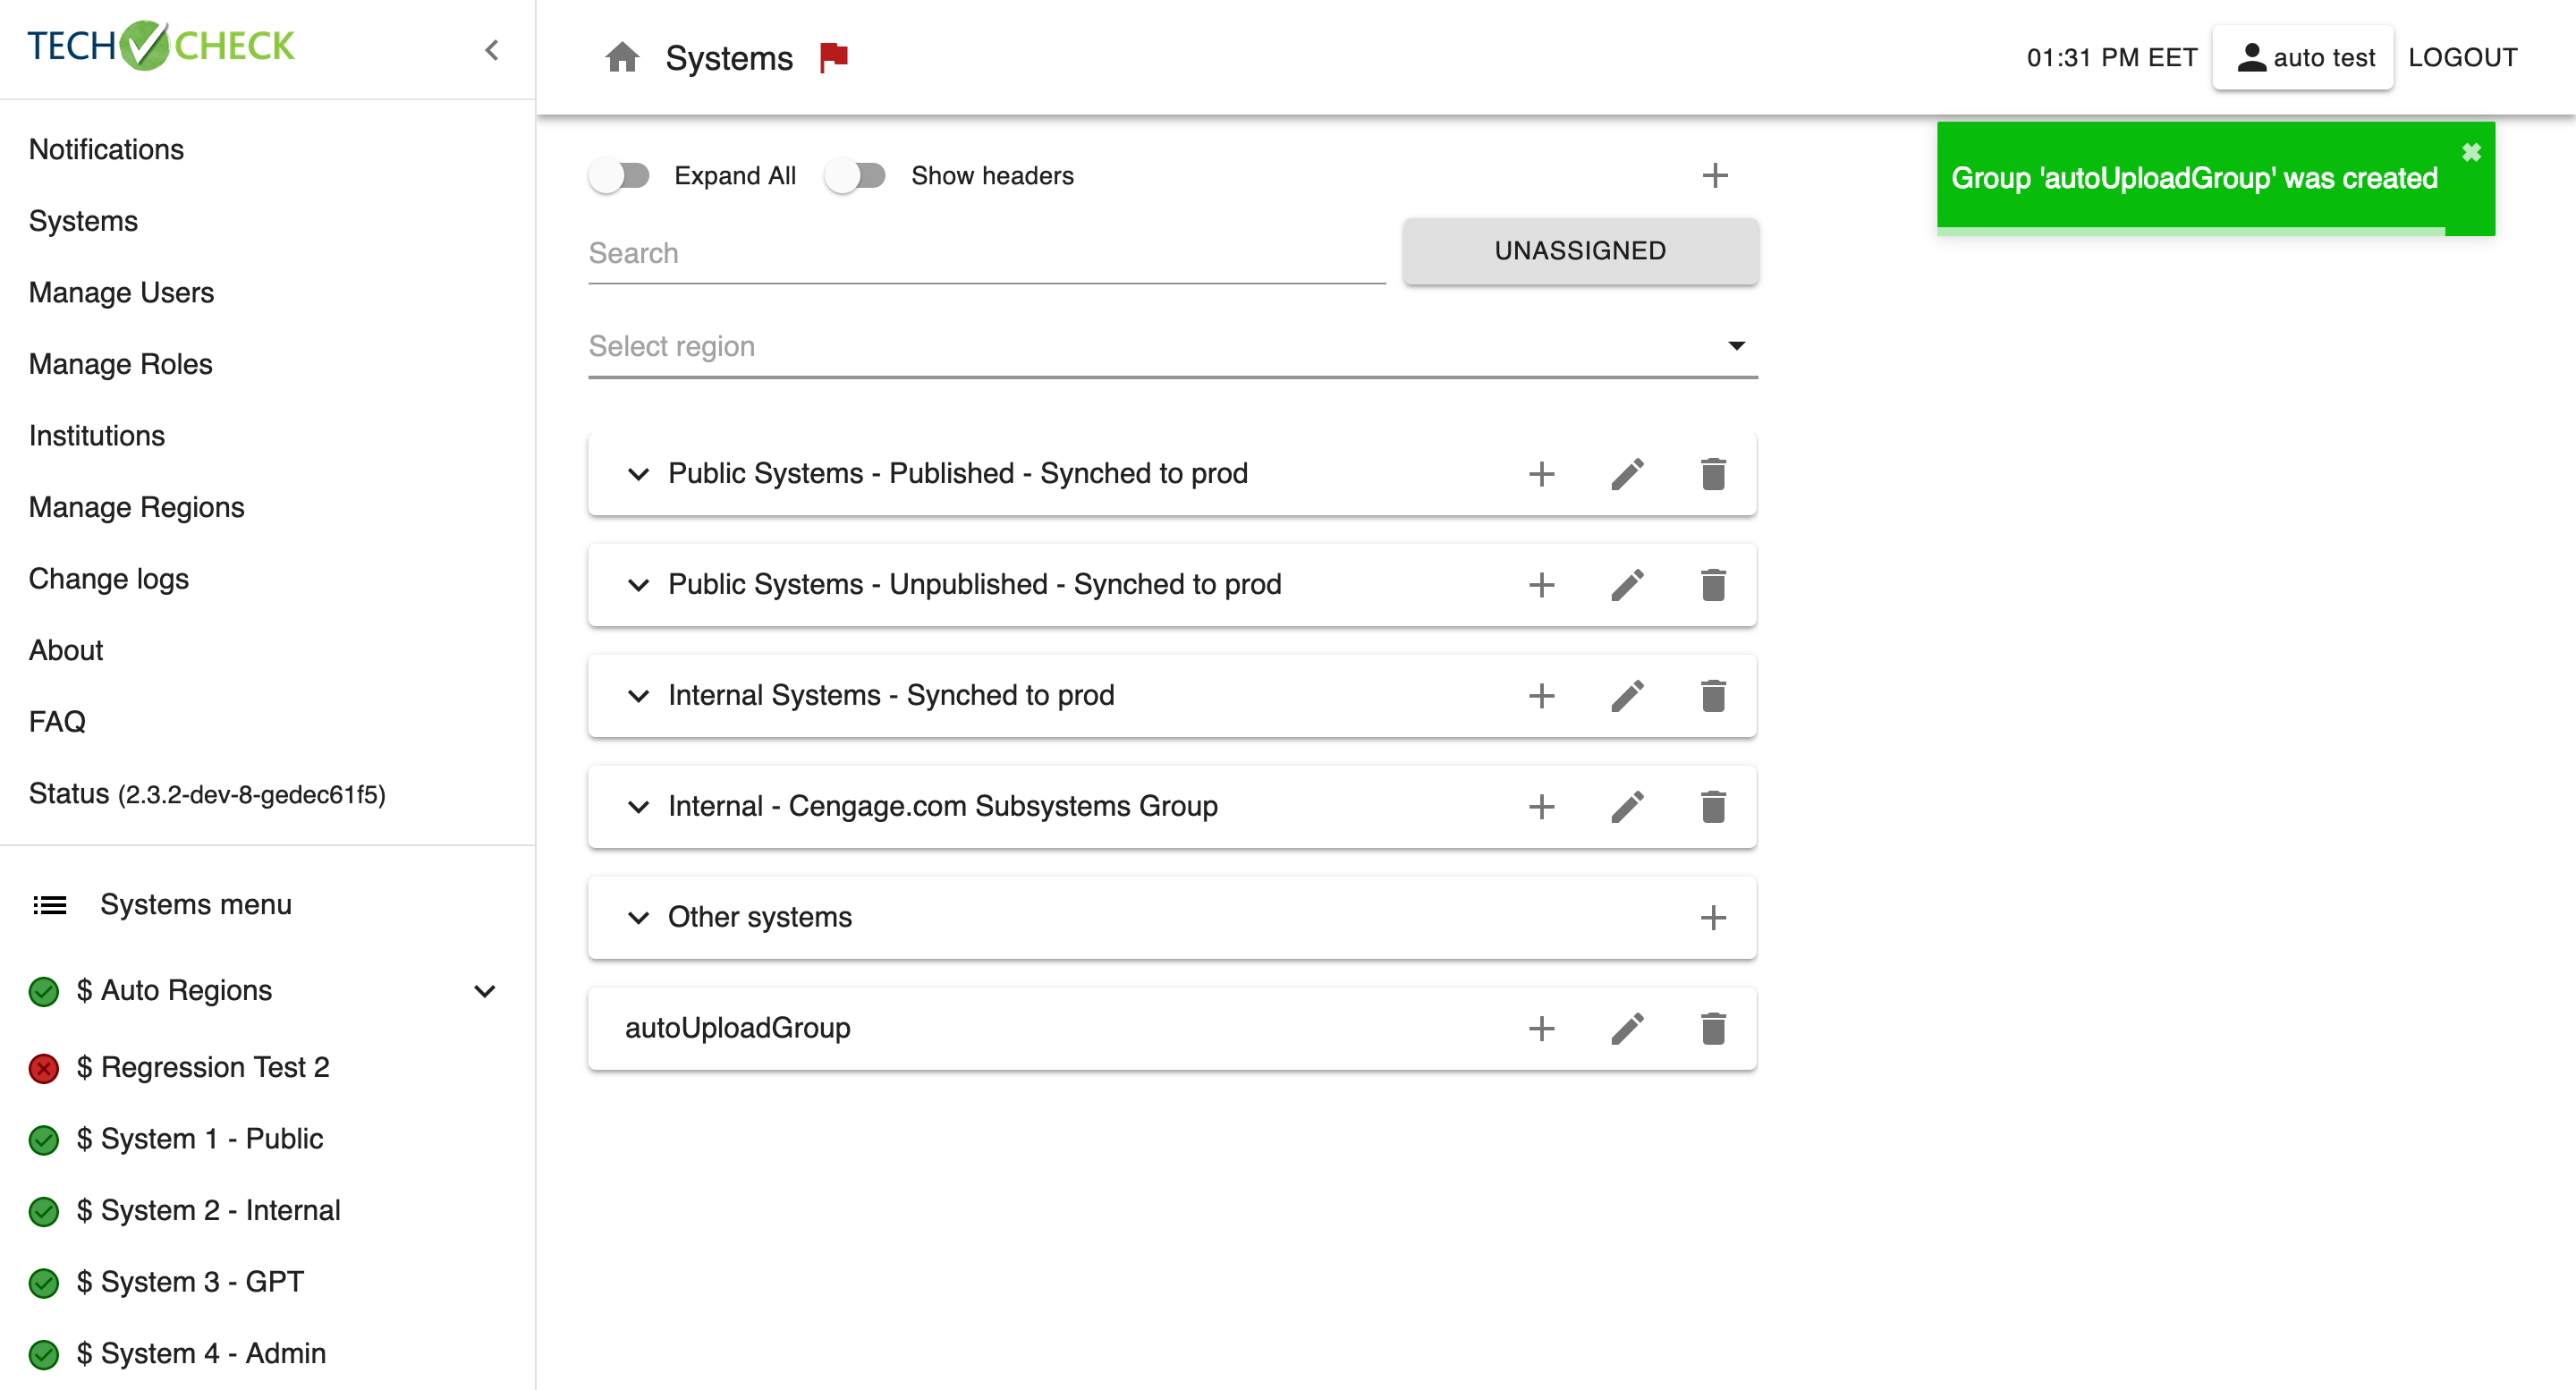 TECH CHECK
Notifications
Systems
Manage Users
Manage Roles
Institutions
Manage Regions
Change logs
About
FAQ
Status (2.3.2-dev-8-gedec61f5)
Systems menu
$ Auto Regions
$ Regression Test 2
$ System 1 - Public
$ System 2 - Internal
$ System 3 - GPT
$ System 4 - Admin
Systems
01:31 PM EET
auto test
LOGOUT
Expand All
Show headers
Search
UNASSIGNED
Select region
Public Systems - Published - Synched to prod
Public Systems - Unpublished - Synched to prod
Internal Systems - Synched to prod
Internal - Cengage.com Subsystems Group
Other systems
autoUploadGroup
Group 'autoUploadGroup' was created